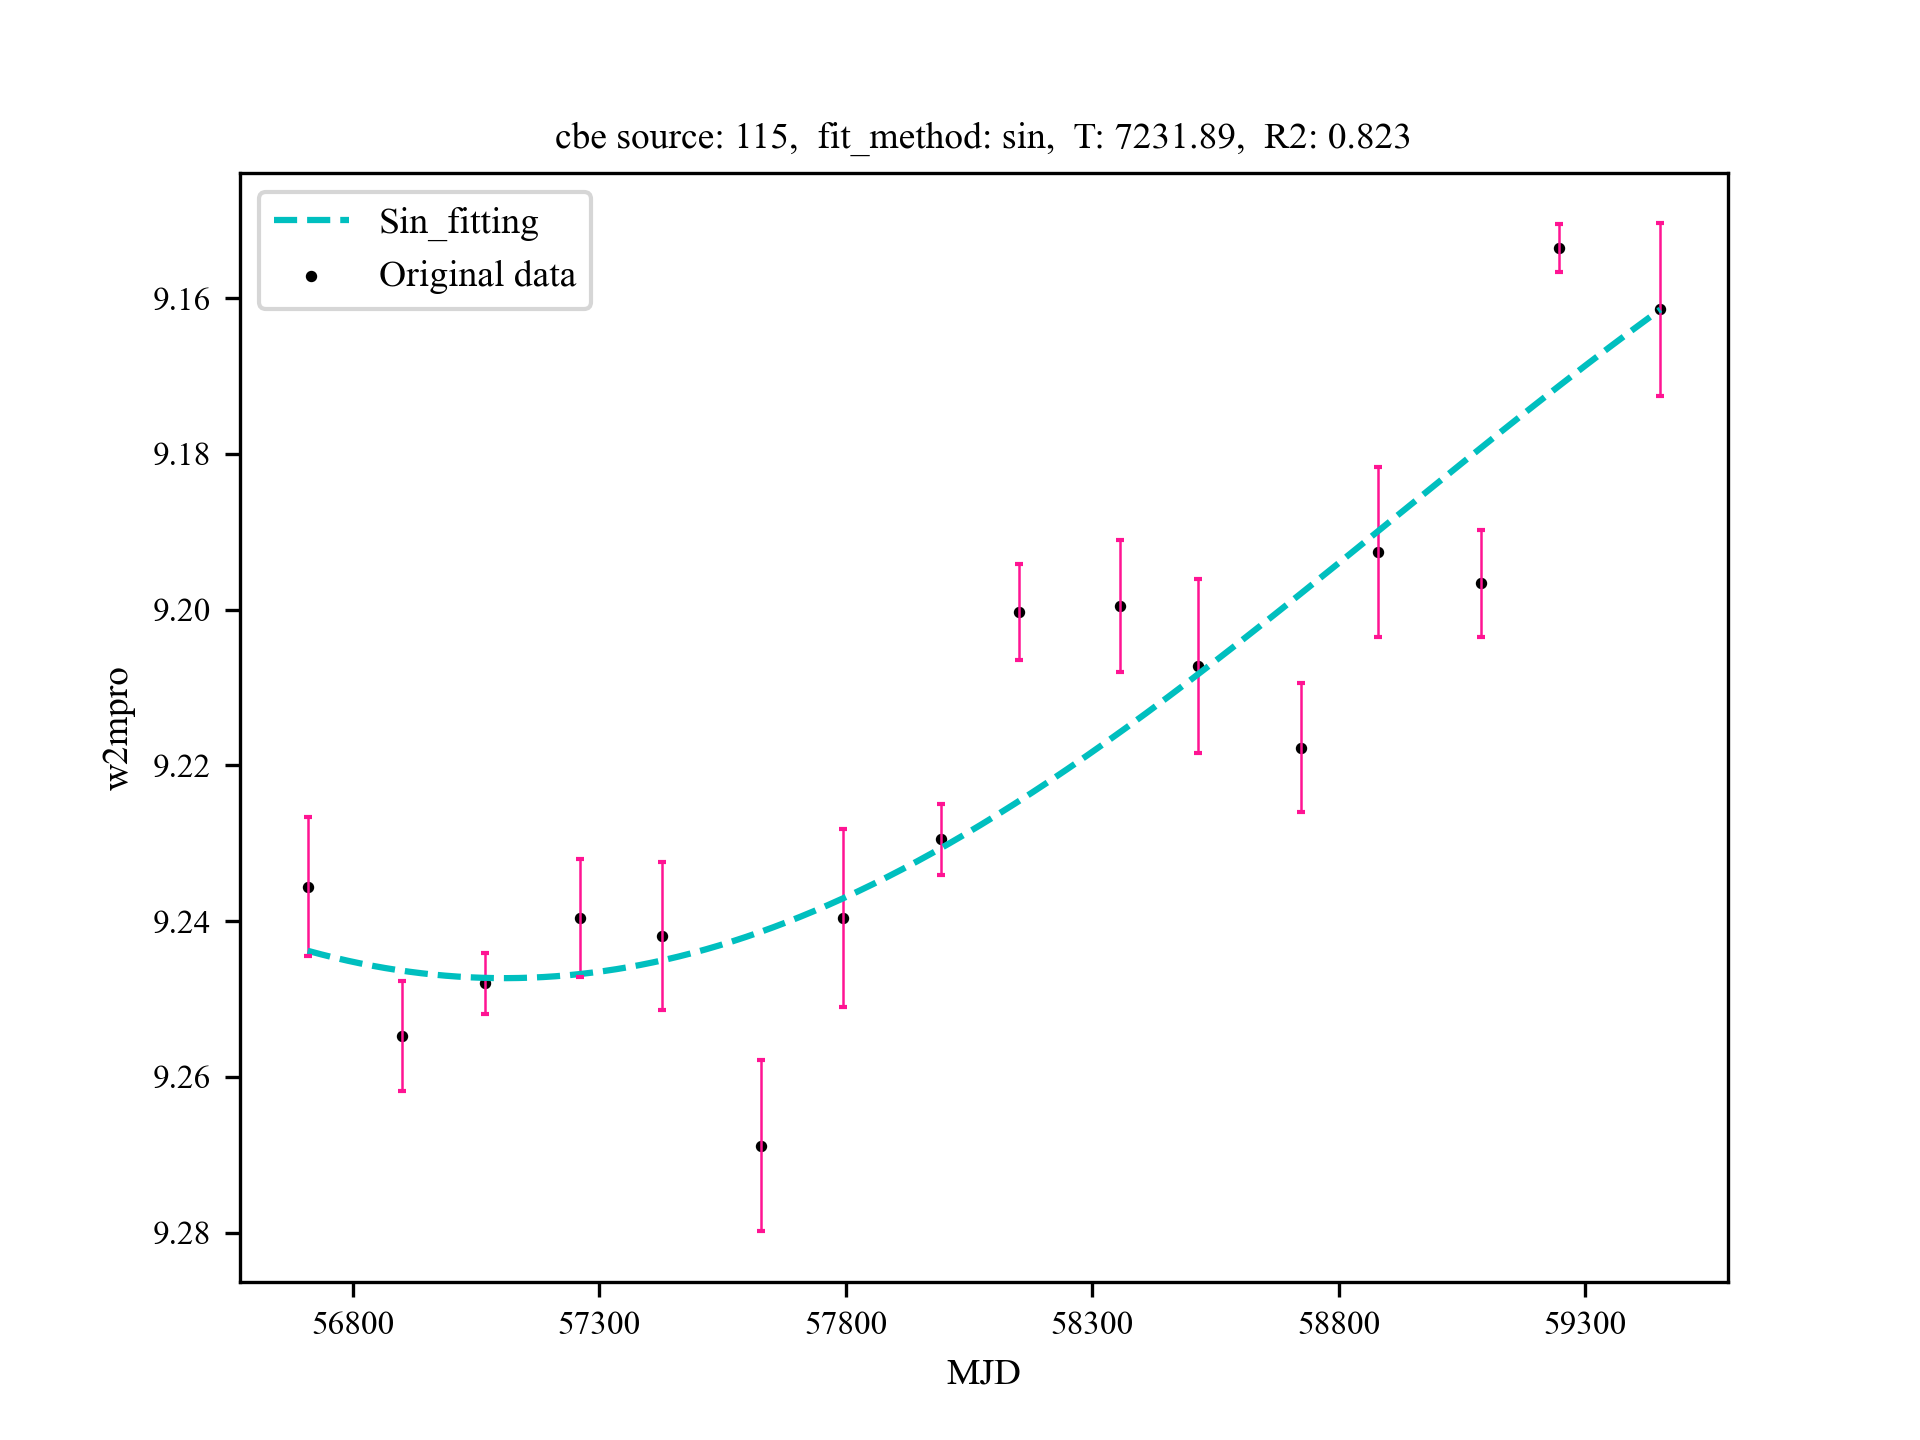 cbe source: 115,  fit_method: sin,  T: 7231.89,  R2: 0.823
Sin_fitting
Original data
9.16
9.18
9.20
9.22
9.24
9.26
9.28
w2mpro
56800 57300 57800 58300 58800 59300
MJD